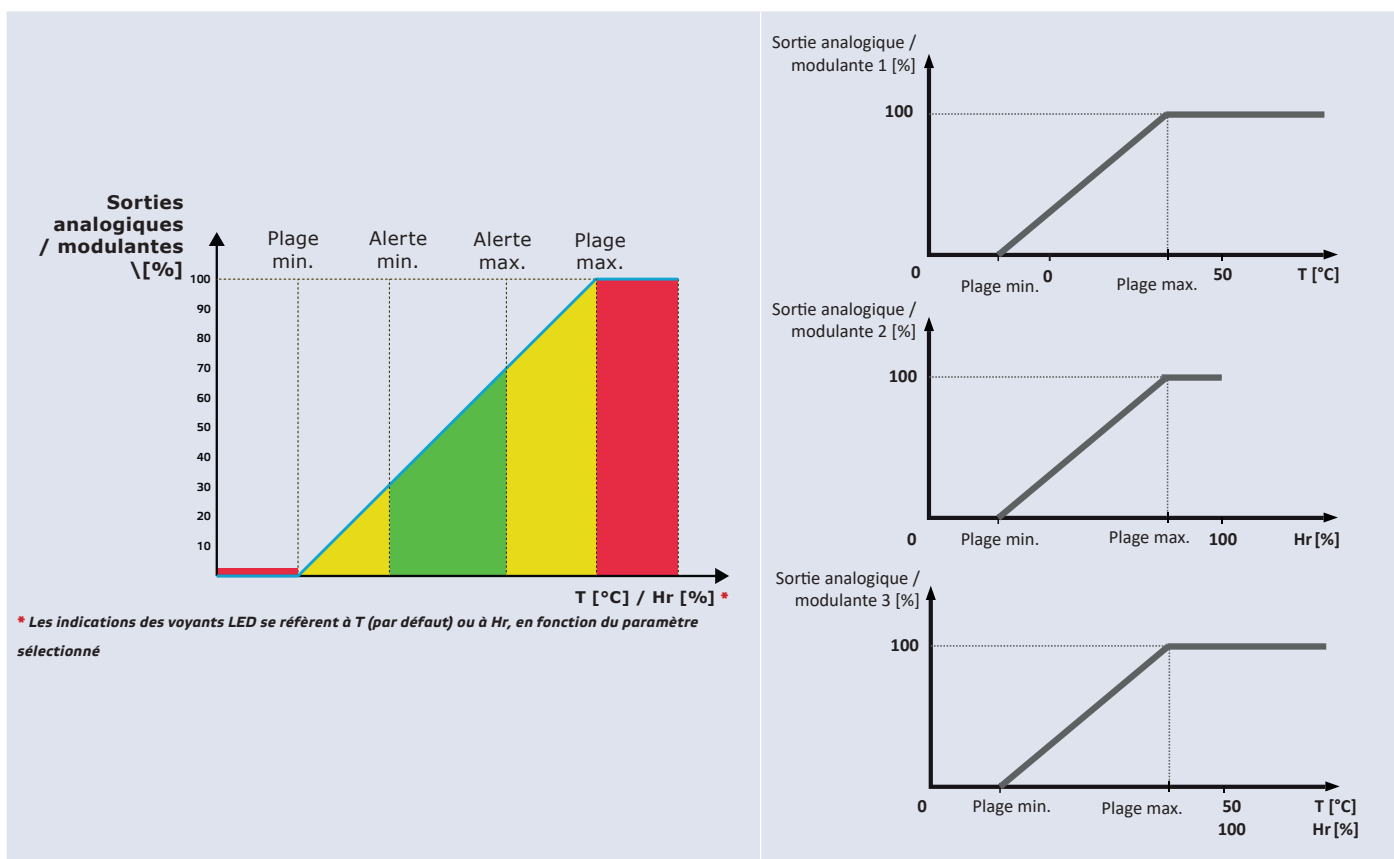 Sorties
analogiques
/ modulantes
\[%]
Plage
min.
Alerte
min.
Alerte
max.
Plage
max.
100
90
80
70
60
50
40
30
20
10
T [°C] / Hr [%] *
* Les indications des voyants LED se réfèrent à T (par défaut) ou à Hr, en fonction du paramètre
sélectionné
Sortie analogique /
modulante 1 [%]
100
0
Plage min.
0
Plage max.
50
T [°C]
Sortie analogique /
modulante 2 [%]
100
0
Plage min.
Plage max.
100
Hr [%]
Sortie analogique /
modulante 3 [%]
100
0
Plage min.
Plage max.
50
T [°C]
100
Hr [%]